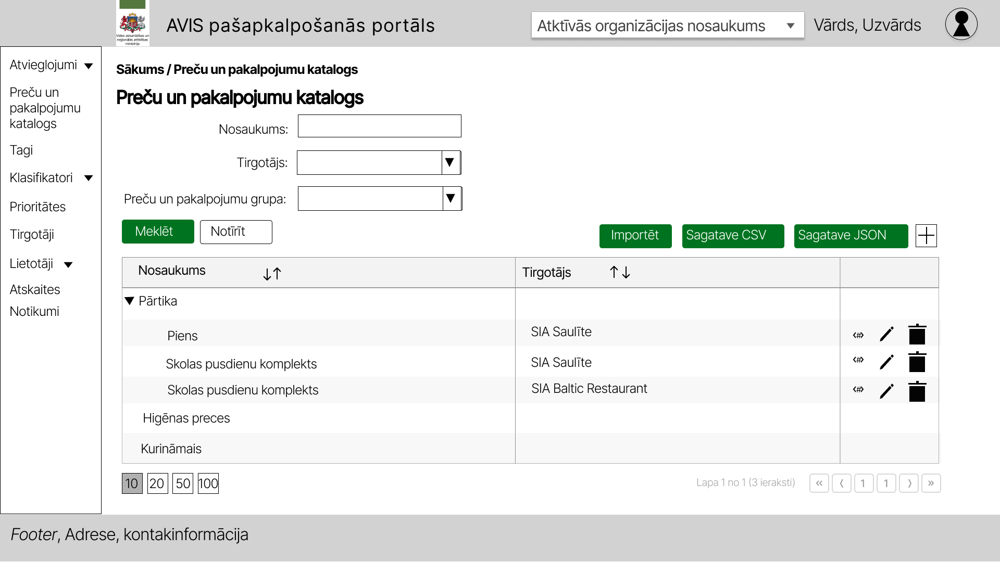 Vides aizsardzības un
reģionālās attīstības
ministrija
AVIS pašapkalpošanās portāls
Atktīvās organizācijas nosaukums
Vārds, Uzvārds
Atvieglojumi
Preču un
pakalpojumu
katalogs
Tagi
Klasifikatori
Prioritātes
Tirgotāji
Lietotāji
Atskaites
Notikumi
Sākums / Preču un pakalpojumu katalogs
Preču un pakalpojumu katalogs
Nosaukums:
Tirgotājs:
Preču un pakalpojumu grupa:
Meklēt
Notīrīt
Importēt
Sagatave CSV
Sagatave JSON
Nosaukums ↓↑
Tirgotājs ↑↓
Pārtika
Piens
SIA Saulīte
<#>
Skolas pusdienu komplekts
SIA Saulīte
<#>
Skolas pusdienu komplekts
SIA Baltic Restaurant
<#>
Higēnas preces
Kurināmais
10 20 50 100
Lapa 1 no 1 (3 ieraksti)
« ⟨ 1 1 ⟩ »
Footer, Adrese, kontakinformācija